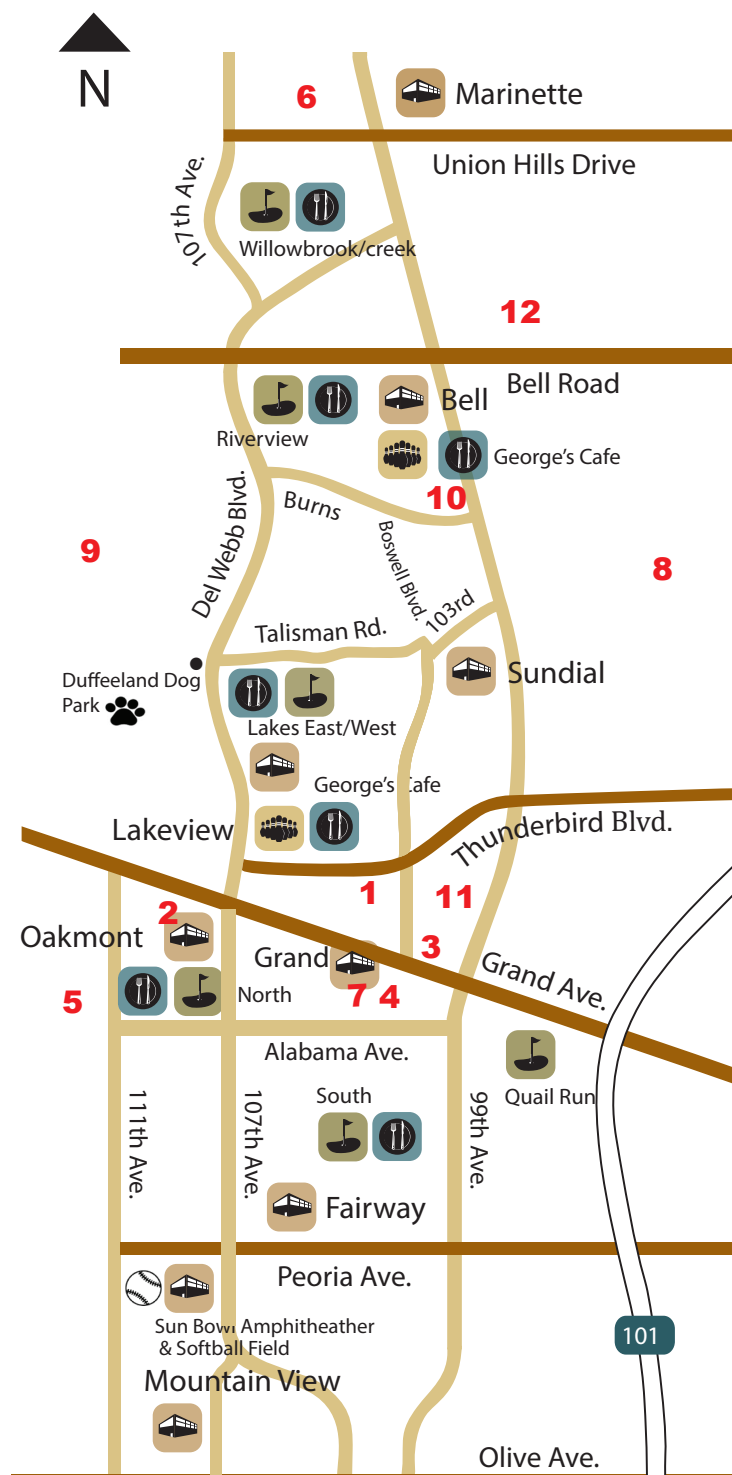 N
6
Marinette
Union Hills Drive
107th Ave.
Willowbrook/creek
12
Bell Road
Bell
Riverview
George's Cafe
10
Burns
Del Webb Blvd.
9
Boswell Blvd.
103rd
8
Talisman Rd.
Sundial
Duffeeland Dog
Park
Lakes East/West
George's Cafe
Lakeview
Thunderbird Blvd.
1
11
2
Oakmont
3
Grand
Grand Ave.
5
North
7
4
Alabama Ave.
111th Ave.
107th Ave.
South
99th Ave.
Quail Run
Fairway
Peoria Ave.
Sun Bowl Amphitheather
& Softball Field
101
Mountain View
Olive Ave.